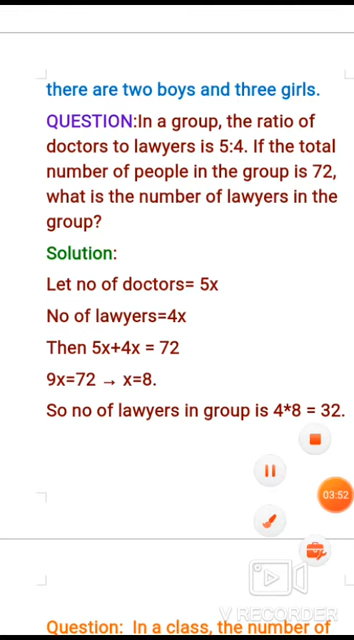 there are two boys and three girls.
QUESTION:In a group, the ratio of
doctors to lawyers is 5:4. If the total
number of people in the group is 72,
what is the number of lawyers in the
group?
Solution:
Let no of doctors= 5x
No of lawyers=4x
Then 5x+4x = 72
9x=72 → x=8.
So no of lawyers in group is 4*8 = 32.
03:52
V RECORDER
Question:  In a class, the number of